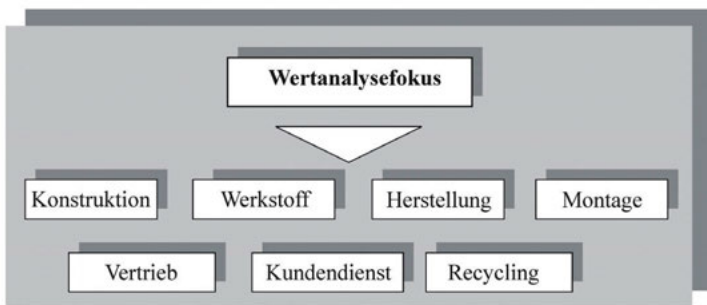 Wertanalysefokus
Konstruktion Werkstoff Herstellung Montage
Vertrieb Kundendienst Recycling